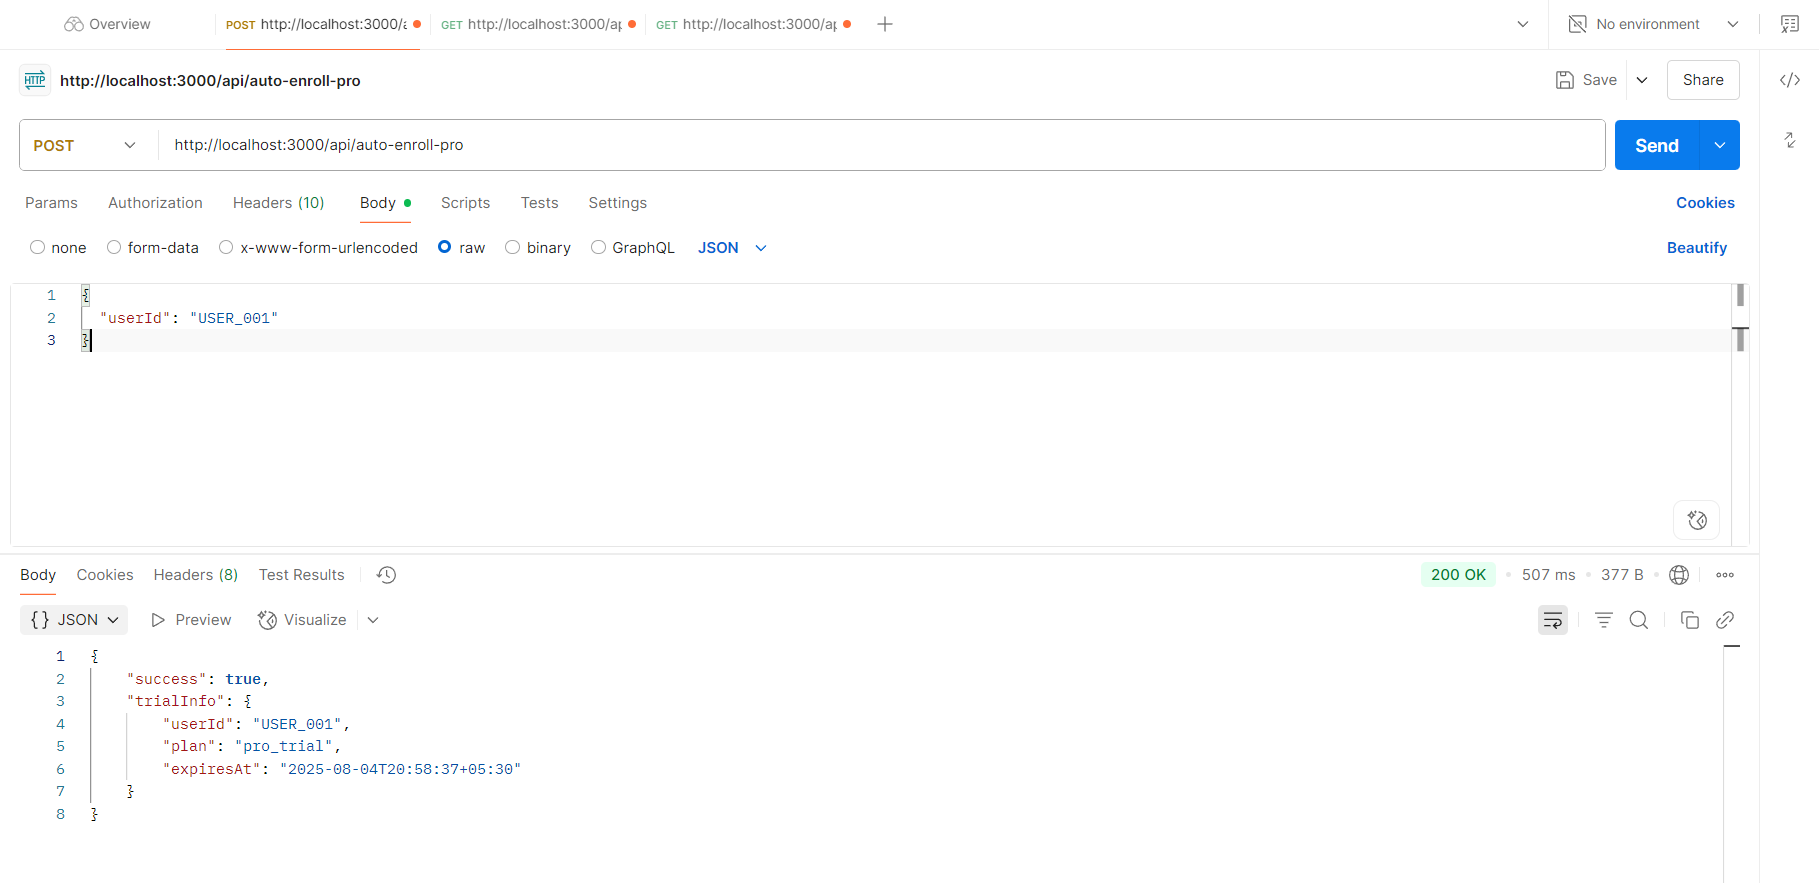 Overview
POST http://localhost:3000/a
GET http://localhost:3000/ap
GET http://localhost:3000/ap
No environment
HTTP http://localhost:3000/api/auto-enroll-pro
Save
Share
POST http://localhost:3000/api/auto-enroll-pro
Send
Params Authorization Headers (10) Body Scripts Tests Settings Cookies
none form-data x-www-form-urlencoded raw binary GraphQL JSON Beautify
1 {
2 "userId": "USER_001"
3 }
Body Cookies Headers (8) Test Results 200 OK • 507 ms • 377 B
{} JSON Preview Visualize
1 {
2 "success": true,
3 "trialInfo": {
4 "userId": "USER_001",
5 "plan": "pro_trial",
6 "expiresAt": "2025-08-04T20:58:37+05:30"
7 }
8 }